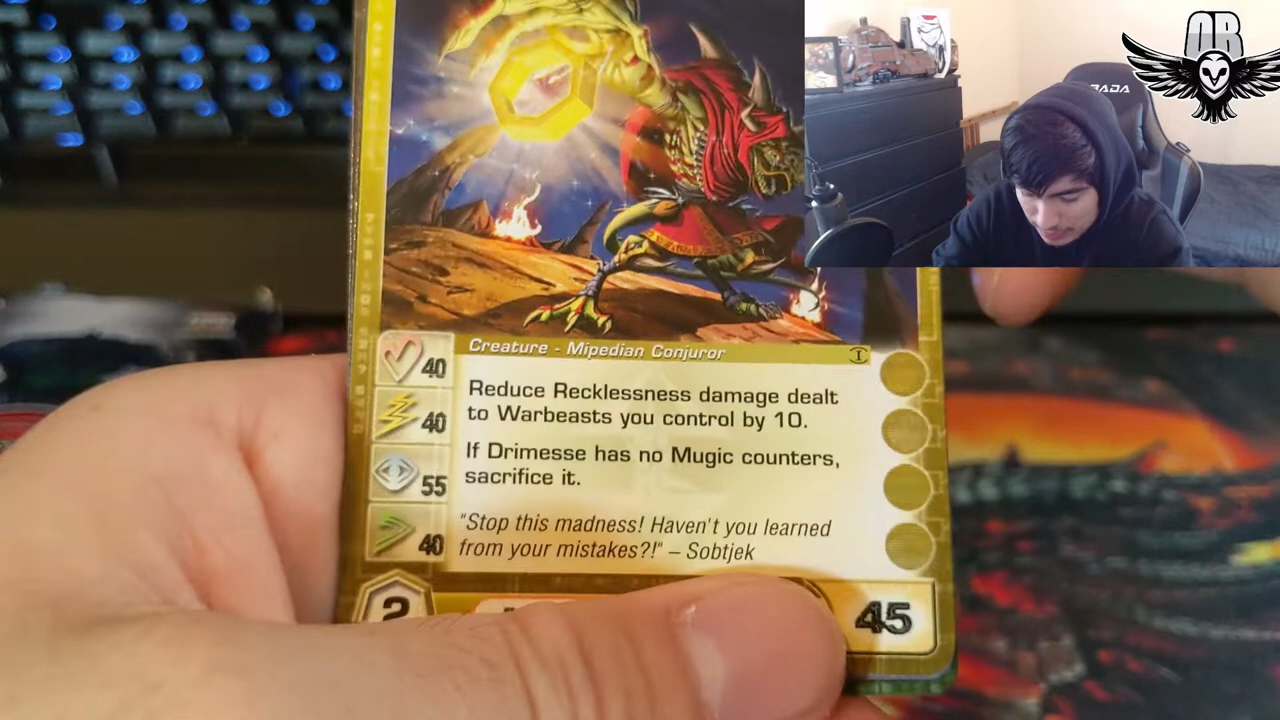 QB
Creature - Mipedian Conjuror
40
Reduce Recklessness damage dealt
to Warbeasts you control by 10.
40
If Drimesse has no Mugic counters,
sacrifice it.
55
"Stop this madness! Haven't you learned
from your mistakes?!" – Sobtjek
40
2
45